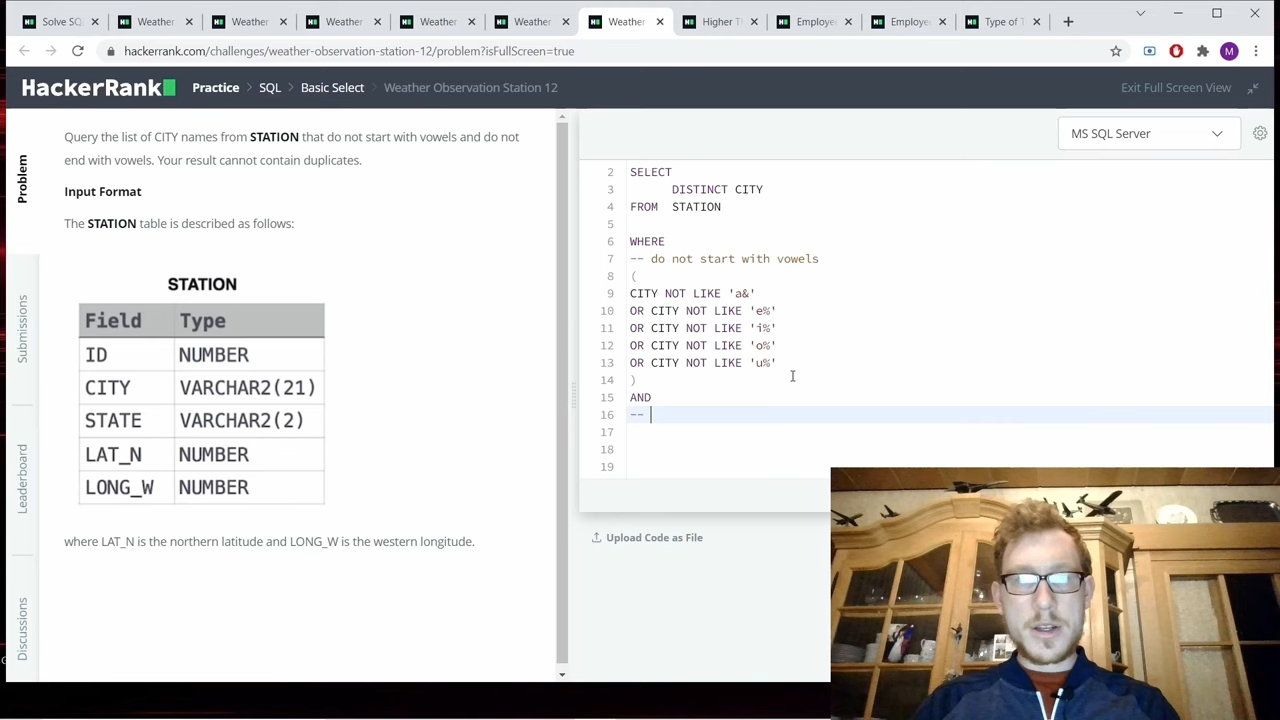 Solve SQ
Weather
Weather
Weather
Weather
Weather
Weather
Higher T
Employe
Employe
Type of T
hackerrank.com/challenges/weather-observation-station-12/problem?isFullScreen=true
M
HackerRank
Practice > SQL > Basic Select > Weather Observation Station 12
Exit Full Screen View
Problem
Submissions
Leaderboard
Discussions
Query the list of CITY names from STATION that do not start with vowels and do not
end with vowels. Your result cannot contain duplicates.
Input Format
The STATION table is described as follows:
STATION
Field Type
ID NUMBER
CITY VARCHAR2(21)
STATE VARCHAR2(2)
LAT_N NUMBER
LONG_W NUMBER
where LAT_N is the northern latitude and LONG_W is the western longitude.
MS SQL Server
2 SELECT
3 DISTINCT CITY
4 FROM STATION
5
6 WHERE
7 -- do not start with vowels
8 (
9 CITY NOT LIKE 'a&'
10 OR CITY NOT LIKE 'e%'
11 OR CITY NOT LIKE 'i%'
12 OR CITY NOT LIKE 'o%'
13 OR CITY NOT LIKE 'u%'
14 )
15 AND
16 --
17
18
19
Upload Code as File